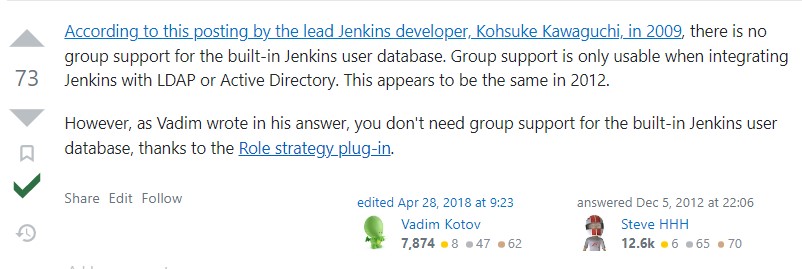 According to this posting by the lead Jenkins developer, Kohsuke Kawaguchi, in 2009, there is no
group support for the built-in Jenkins user database. Group support is only usable when integrating
Jenkins with LDAP or Active Directory. This appears to be the same in 2012.
73
However, as Vadim wrote in his answer, you don't need group support for the built-in Jenkins user
database, thanks to the Role strategy plug-in.
Share Edit Follow
edited Apr 28, 2018 at 9:23
Vadim Kotov
7,874 8 47 62
answered Dec 5, 2012 at 22:06
Steve HHH
12.6k 6 65 70